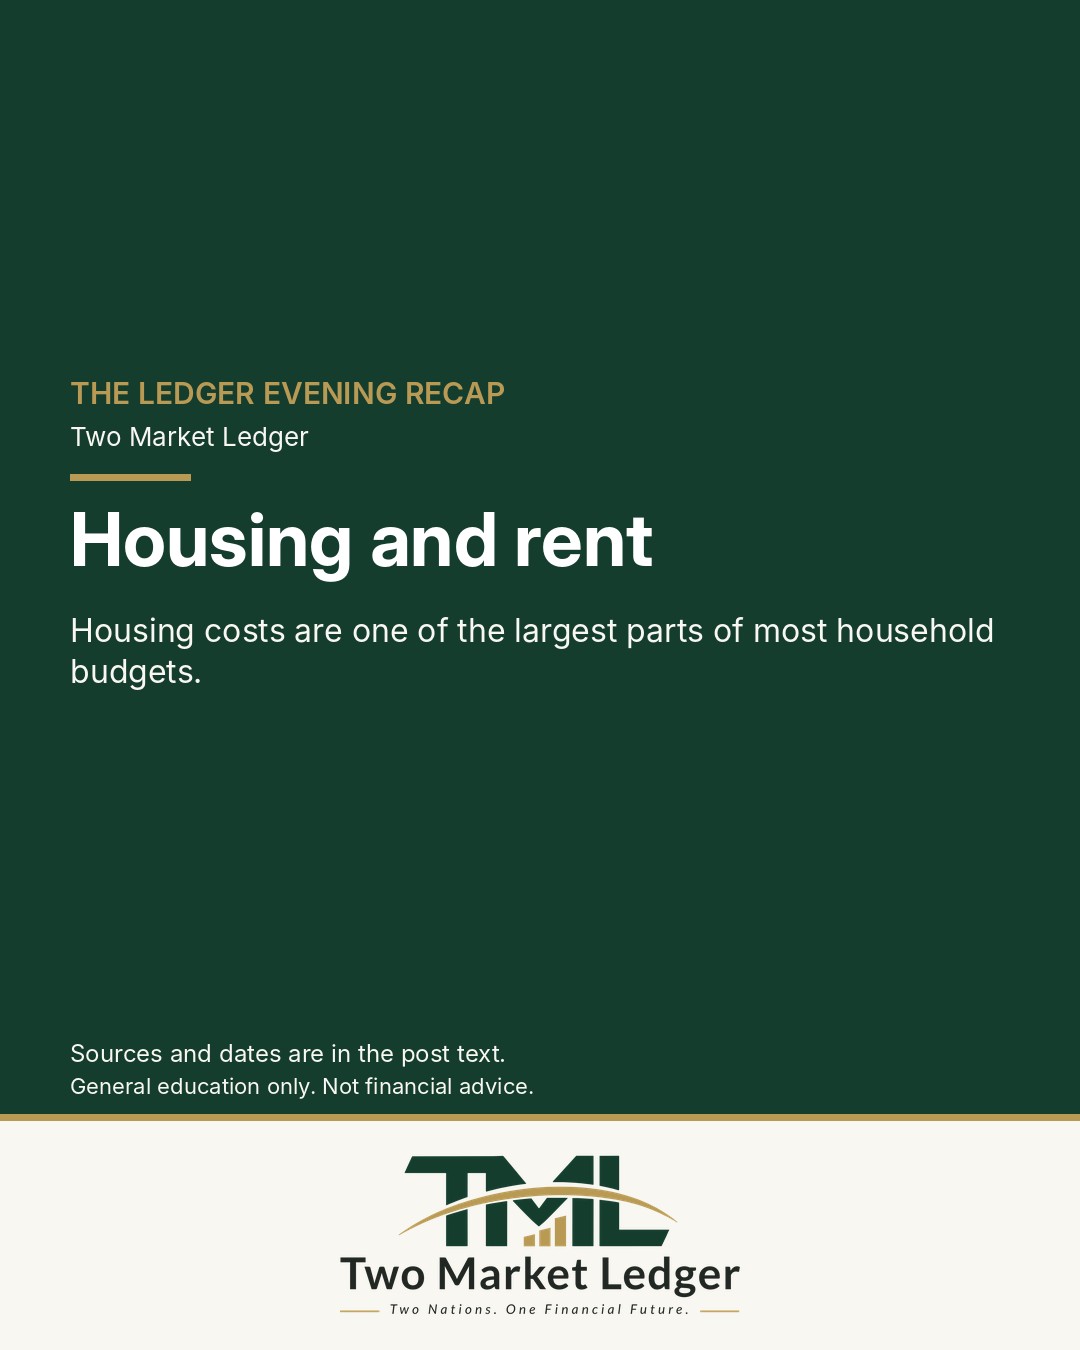 THE LEDGER EVENING RECAP
Two Market Ledger
Housing and rent
Housing costs are one of the largest parts of most household
budgets.
Sources and dates are in the post text.
General education only. Not financial advice.
TML
Two Market Ledger
Two Nations. One Financial Future.